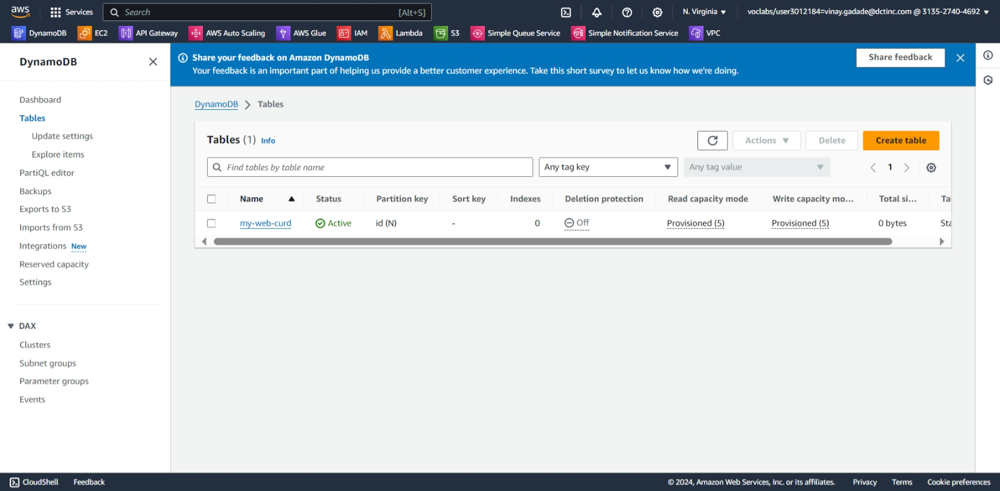 aws Services Search [Alt+S] N. Virginia voclabs/user3012184=vinay.gadade@dctinc.com @ 3135-2740-4692
DynamoDB EC2 API Gateway AWS Auto Scaling AWS Glue IAM Lambda S3 Simple Queue Service Simple Notification Service VPC
DynamoDB
Dashboard
Tables
Update settings
Explore items
PartiQL editor
Backups
Exports to S3
Imports from S3
Integrations New
Reserved capacity
Settings
DAX
Clusters
Subnet groups
Parameter groups
Events
Share your feedback on Amazon DynamoDB
Your feedback is an important part of helping us provide a better customer experience. Take this short survey to let us know how we're doing.
Share feedback
DynamoDB > Tables
Tables (1) Info
Actions Delete Create table
Find tables by table name Any tag key Any tag value 1
Name Status Partition key Sort key Indexes Deletion protection Read capacity mode Write capacity mo... Total si... Ta
my-web-curd Active id (N) - 0 Off Provisioned (5) Provisioned (5) 0 bytes Sta
CloudShell Feedback © 2024, Amazon Web Services, Inc. or its affiliates. Privacy Terms Cookie preferences